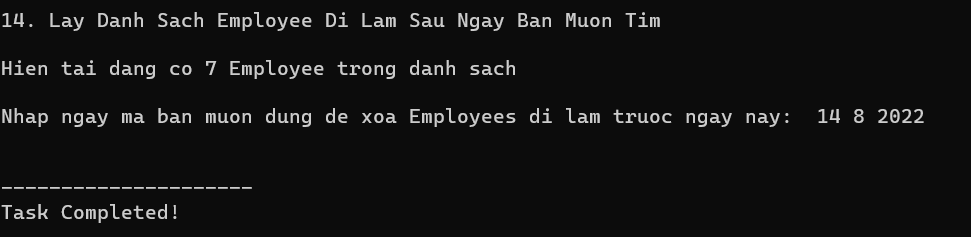 14. Lay Danh Sach Employee Di Lam Sau Ngay Ban Muon Tim
Hien tai dang co 7 Employee trong danh sach
Nhap ngay ma ban muon dung de xoa Employees di lam truoc ngay nay:  14 8 2022
_____________________
Task Completed!